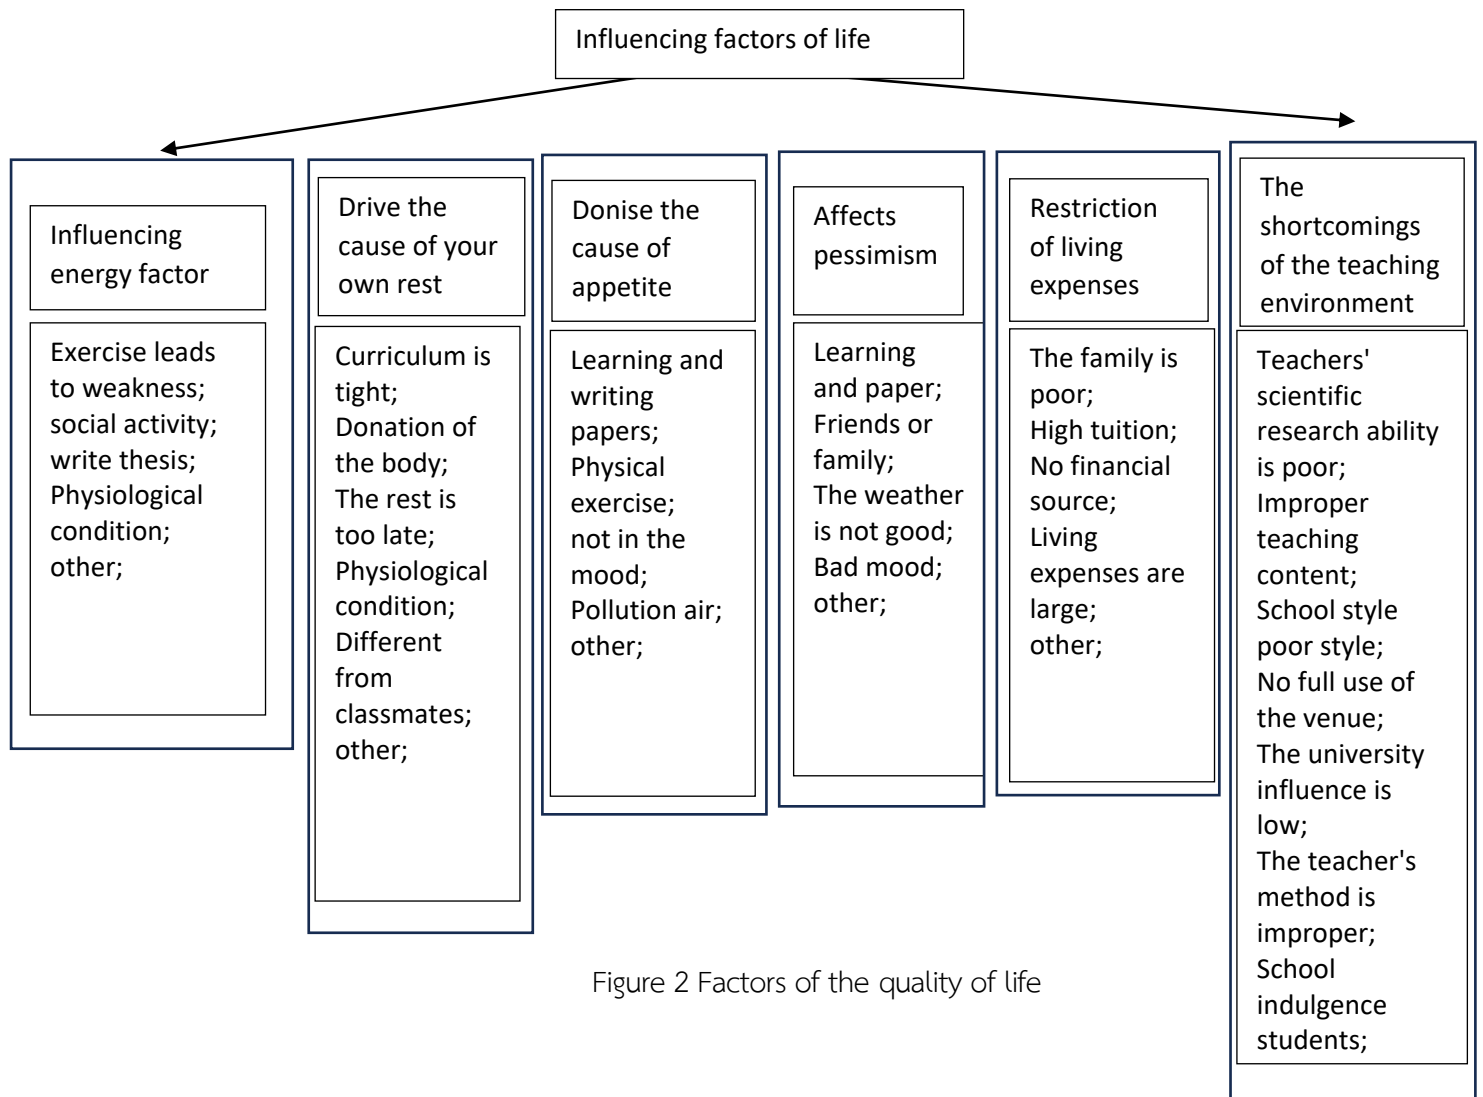 Influencing factors of life
Influencing
energy factor
Exercise leads
to weakness;
social activity;
write thesis;
Physiological
condition;
other;
Drive the
cause of your
own rest
Curriculum is
tight;
Donation of
the body;
The rest is
too late;
Physiological
condition;
Different
from
classmates;
other;
Donise the
cause of
appetite
Learning and
writing
papers;
Physical
exercise;
not in the
mood;
Pollution air;
other;
Affects
pessimism
Learning
and paper;
Friends or
family;
The weather
is not good;
Bad mood;
other;
Restriction
of living
expenses
The family is
poor;
High tuition;
No financial
source;
Living
expenses are
large;
other;
The
shortcomings
of the teaching
environment
Teachers'
scientific
research ability
is poor;
Improper
teaching
content;
School style
poor style;
No full use of
the venue;
The university
influence is
low;
The teacher's
method is
improper;
School
indulgence
students;
Figure 2 Factors of the quality of life